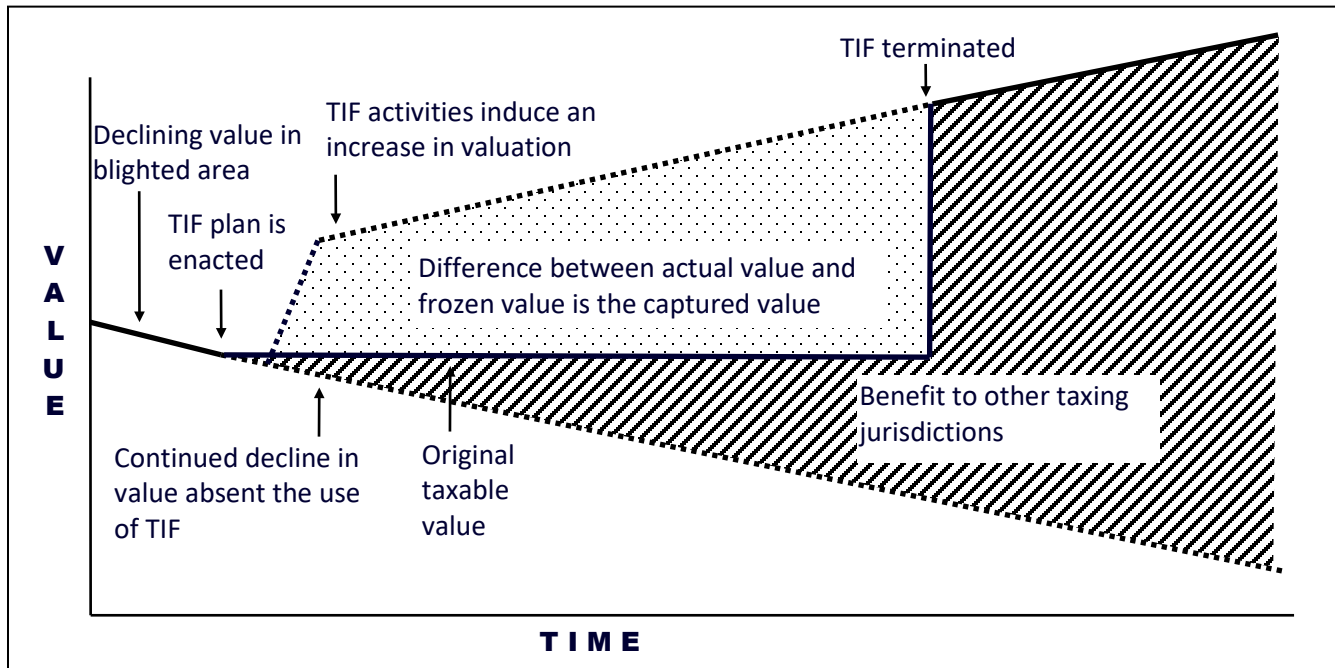 TIF terminated
TIF activities induce an
increase in valuation
Declining value in
blighted area
TIF plan is
enacted
Difference between actual value and
frozen value is the captured value
VALUE
Benefit to other taxing
jurisdictions
Continued decline in
value absent the use
of TIF
Original
taxable
value
TIME